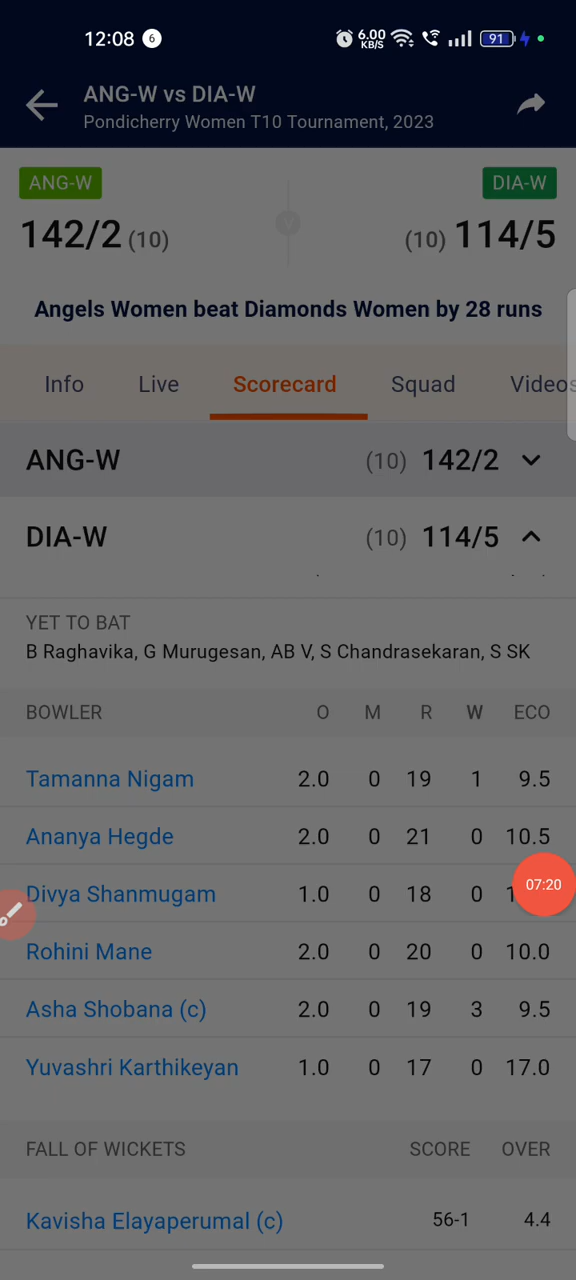 12:08 6 6.00 KB/S 91
ANG-W vs DIA-W
Pondicherry Women T10 Tournament, 2023
ANG-W DIA-W
142/2 (10) V (10) 114/5
Angels Women beat Diamonds Women by 28 runs
Info Live Scorecard Squad Videos
ANG-W (10) 142/2
DIA-W (10) 114/5
YET TO BAT
B Raghavika, G Murugesan, AB V, S Chandrasekaran, S SK
BOWLER O M R W ECO
Tamanna Nigam 2.0 0 19 1 9.5
Ananya Hegde 2.0 0 21 0 10.5
07:20
Divya Shanmugam 1.0 0 18 0
Rohini Mane 2.0 0 20 0 10.0
Asha Shobana (c) 2.0 0 19 3 9.5
Yuvashri Karthikeyan 1.0 0 17 0 17.0
FALL OF WICKETS SCORE OVER
Kavisha Elayaperumal (c) 56-1 4.4